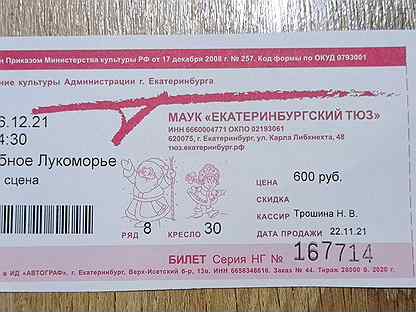 н Приказом Министерства культуры РФ от 17 декабря 2008 г. № 257. Код формы по ОКУД 0793001
ние культуры Администрации г. Екатеринбурга
6.12.21
4:30
МАУК «ЕКАТЕРИНБУРГСКИЙ ТЮЗ»
ИНН 6660004771 ОКПО 02193061
620075, г. Екатеринбург, ул. Карла Либкнехта, 48
тюз.екатеринбург.рф
бное Лукоморье
сцена
ЦЕНА 600 руб.
СКИДКА
КАССИР Трошина Н. В.
РЯД 8 КРЕСЛО 30
ДАТА ПРОДАЖИ 22.11.21
БИЛЕТ Серия НГ № 167714
в ИД «АВТОГРАФ», г. Екатеринбург, Верх-Исетский б-р, 13в. ИНН 6658348616. Заказ № 44. Тираж 26000 б. 2020 г.